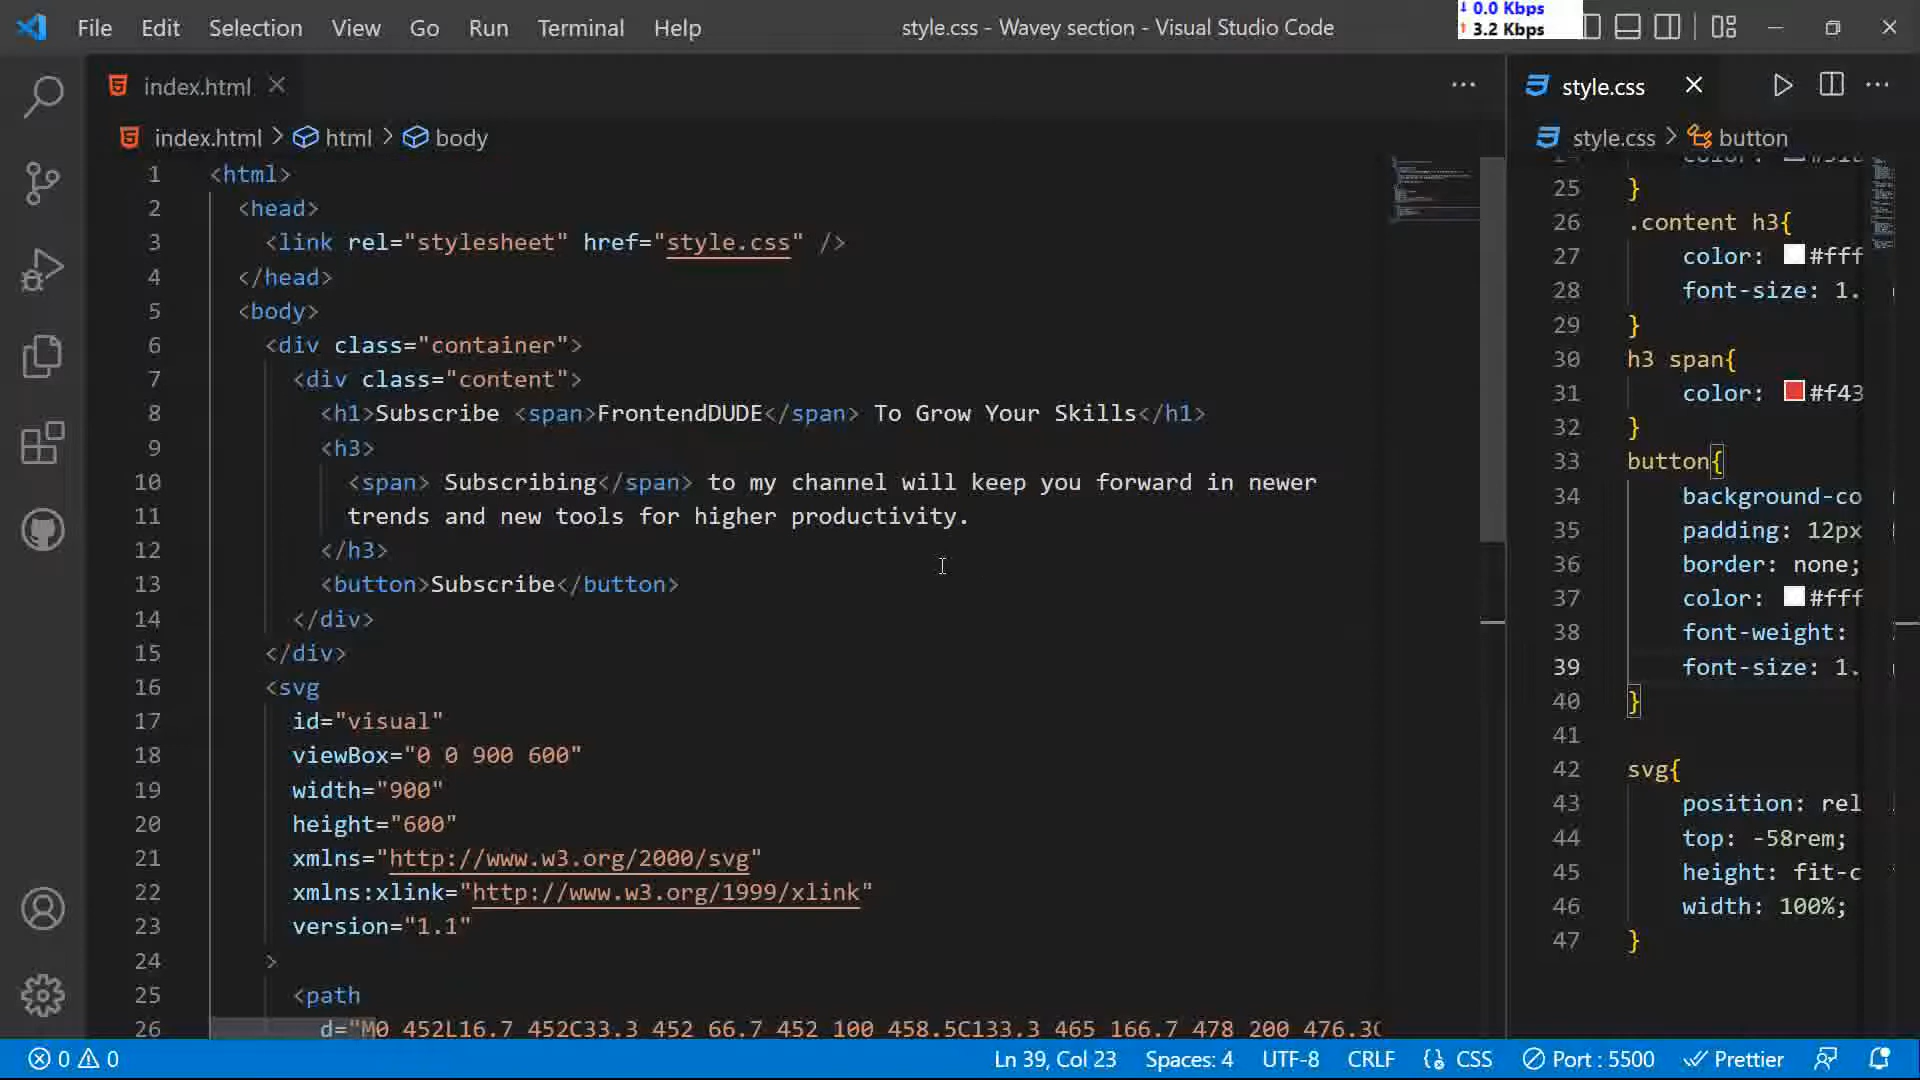 File Edit Selection View Go Run Terminal Help
style.css - Wavey section - Visual Studio Code
↓ 0.0 Kbps
↑ 3.2 Kbps
index.html
index.html > html > body
1 <html>
2 <head>
3 <link rel="stylesheet" href="style.css" />
4 </head>
5 <body>
6 <div class="container">
7 <div class="content">
8 <h1>Subscribe <span>FrontendDUDE</span> To Grow Your Skills</h1>
9 <h3>
10 <span> Subscribing</span> to my channel will keep you forward in newer
11 trends and new tools for higher productivity.
12 </h3>
13 <button>Subscribe</button>
14 </div>
15 </div>
16 <svg
17 id="visual"
18 viewBox="0 0 900 600"
19 width="900"
20 height="600"
21 xmlns="http://www.w3.org/2000/svg"
22 xmlns:xlink="http://www.w3.org/1999/xlink"
23 version="1.1"
24 >
25 <path
26 d="M0 452L16.7 452C33.3 452 66.7 452 100 458.5C133.3 465 166.7 478 200 476.3C
style.css
style.css > button
25 }
26 .content h3{
27 color: #fff
28 font-size: 1.
29 }
30 h3 span{
31 color: #f43
32 }
33 button{
34 background-co
35 padding: 12px
36 border: none;
37 color: #fff
38 font-weight:
39 font-size: 1.
40 }
41
42 svg{
43 position: rel
44 top: -58rem;
45 height: fit-c
46 width: 100%;
47 }
0 0
Ln 39, Col 23 Spaces: 4 UTF-8 CRLF CSS Port : 5500 Prettier